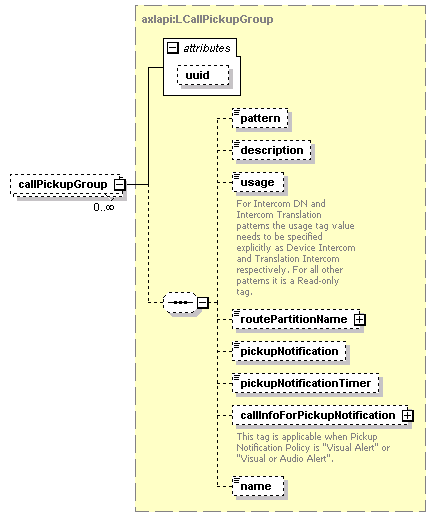 axlapi:LCallPickupGroup
attributes
uuid
callPickupGroup
0..∞
pattern
description
usage
For Intercom DN and
Intercom Translation
patterns the usage tag value
needs to be specified
explicitly as Device Intercom
and Translation Intercom
respectively. For all other
patterns it is a Read-only
tag.
routePartitionName
pickupNotification
pickupNotificationTimer
callInfoForPickupNotification
This tag is applicable when Pickup
Notification Policy is "Visual Alert" or
"Visual or Audio Alert".
name